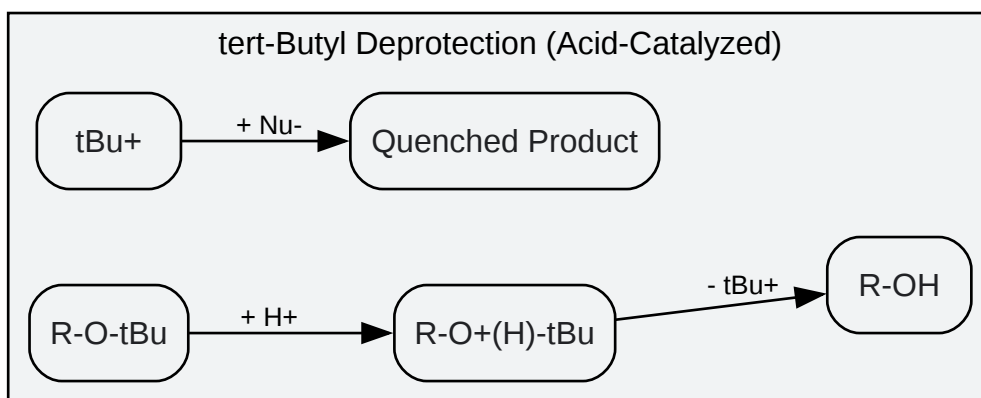 tert-Butyl Deprotection (Acid-Catalyzed)
tBu+
+ Nu-
Quenched Product
R-O-tBu
+ H+
R-O+(H)-tBu
- tBu+
R-OH